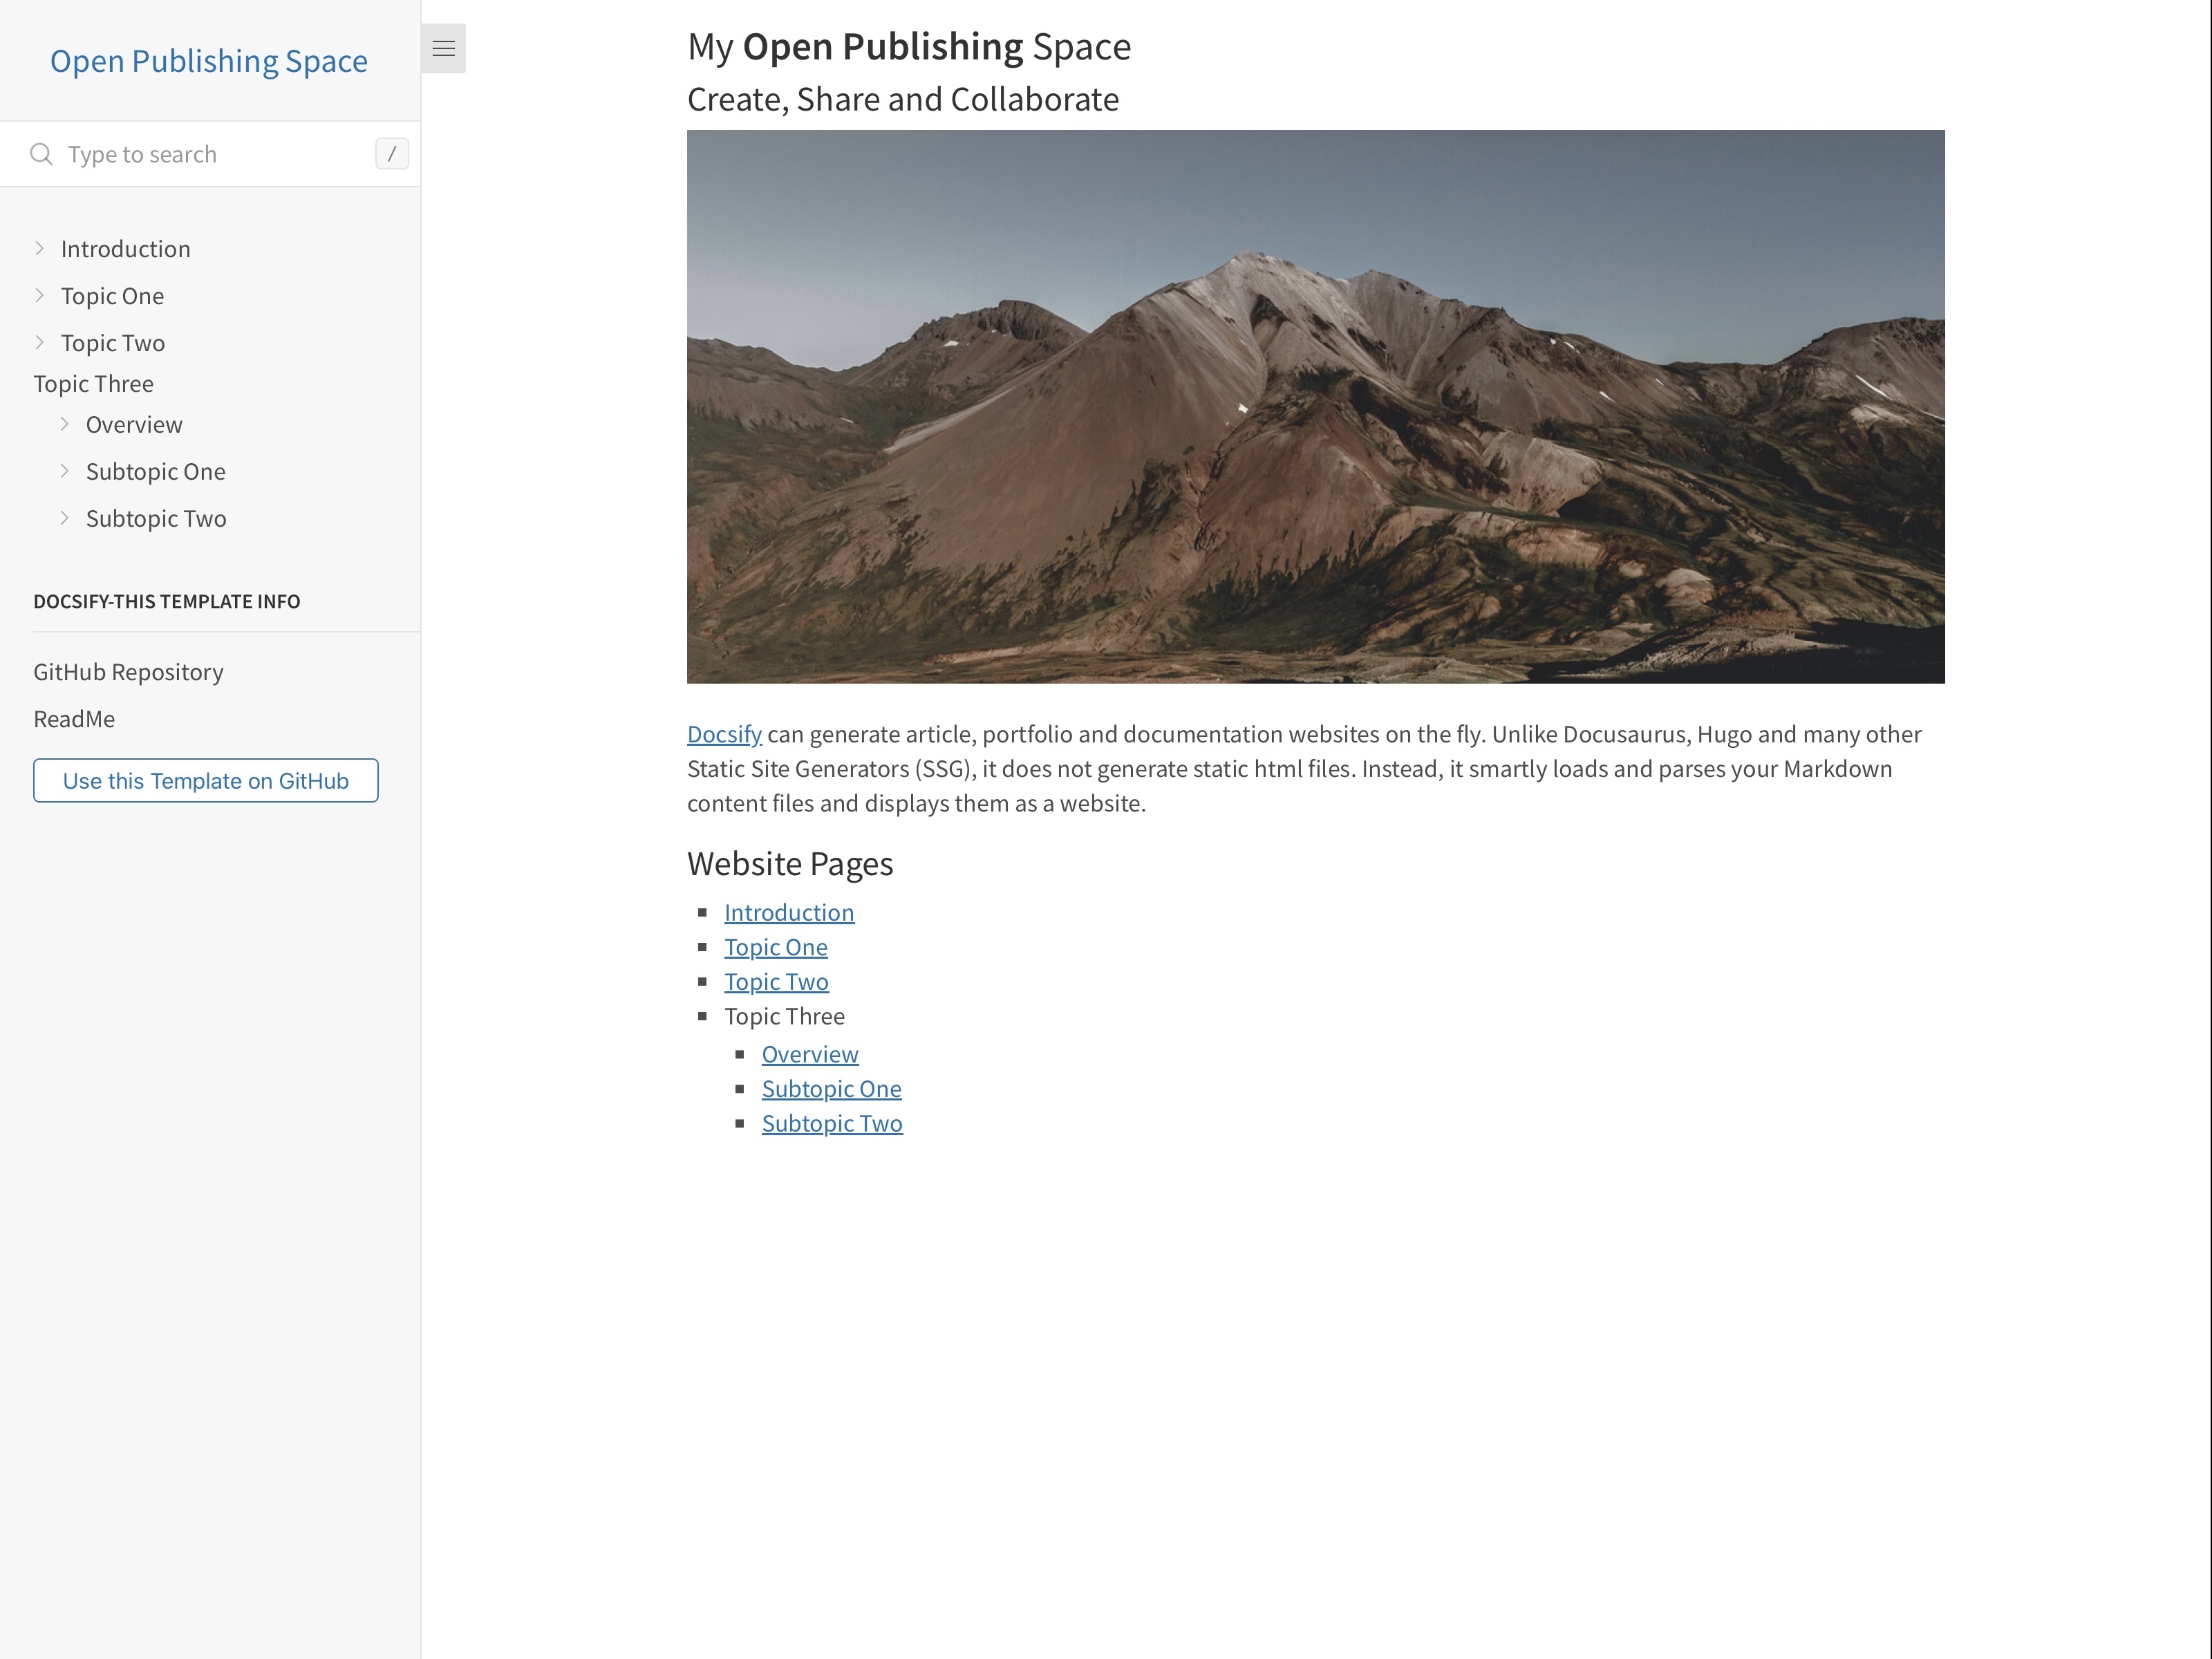 Open Publishing Space
Type to search
/
Introduction
Topic One
Topic Two
Topic Three
Overview
Subtopic One
Subtopic Two
DOCSIFY-THIS TEMPLATE INFO
GitHub Repository
ReadMe
Use this Template on GitHub
My Open Publishing Space
Create, Share and Collaborate
Docsify can generate article, portfolio and documentation websites on the fly. Unlike Docusaurus, Hugo and many other
Static Site Generators (SSG), it does not generate static html files. Instead, it smartly loads and parses your Markdown
content files and displays them as a website.
Website Pages
Introduction
Topic One
Topic Two
Topic Three
Overview
Subtopic One
Subtopic Two